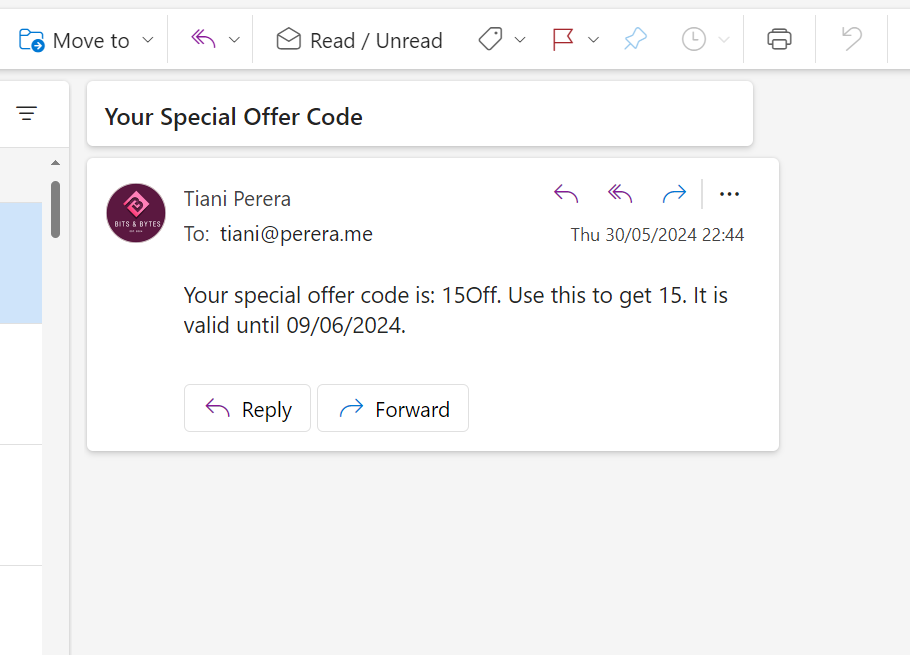 Move to
Read / Unread
Your Special Offer Code
BITS & BYTES
Tiani Perera
To: tiani@perera.me
Thu 30/05/2024 22:44
Your special offer code is: 15Off. Use this to get 15. It is
valid until 09/06/2024.
Reply
Forward